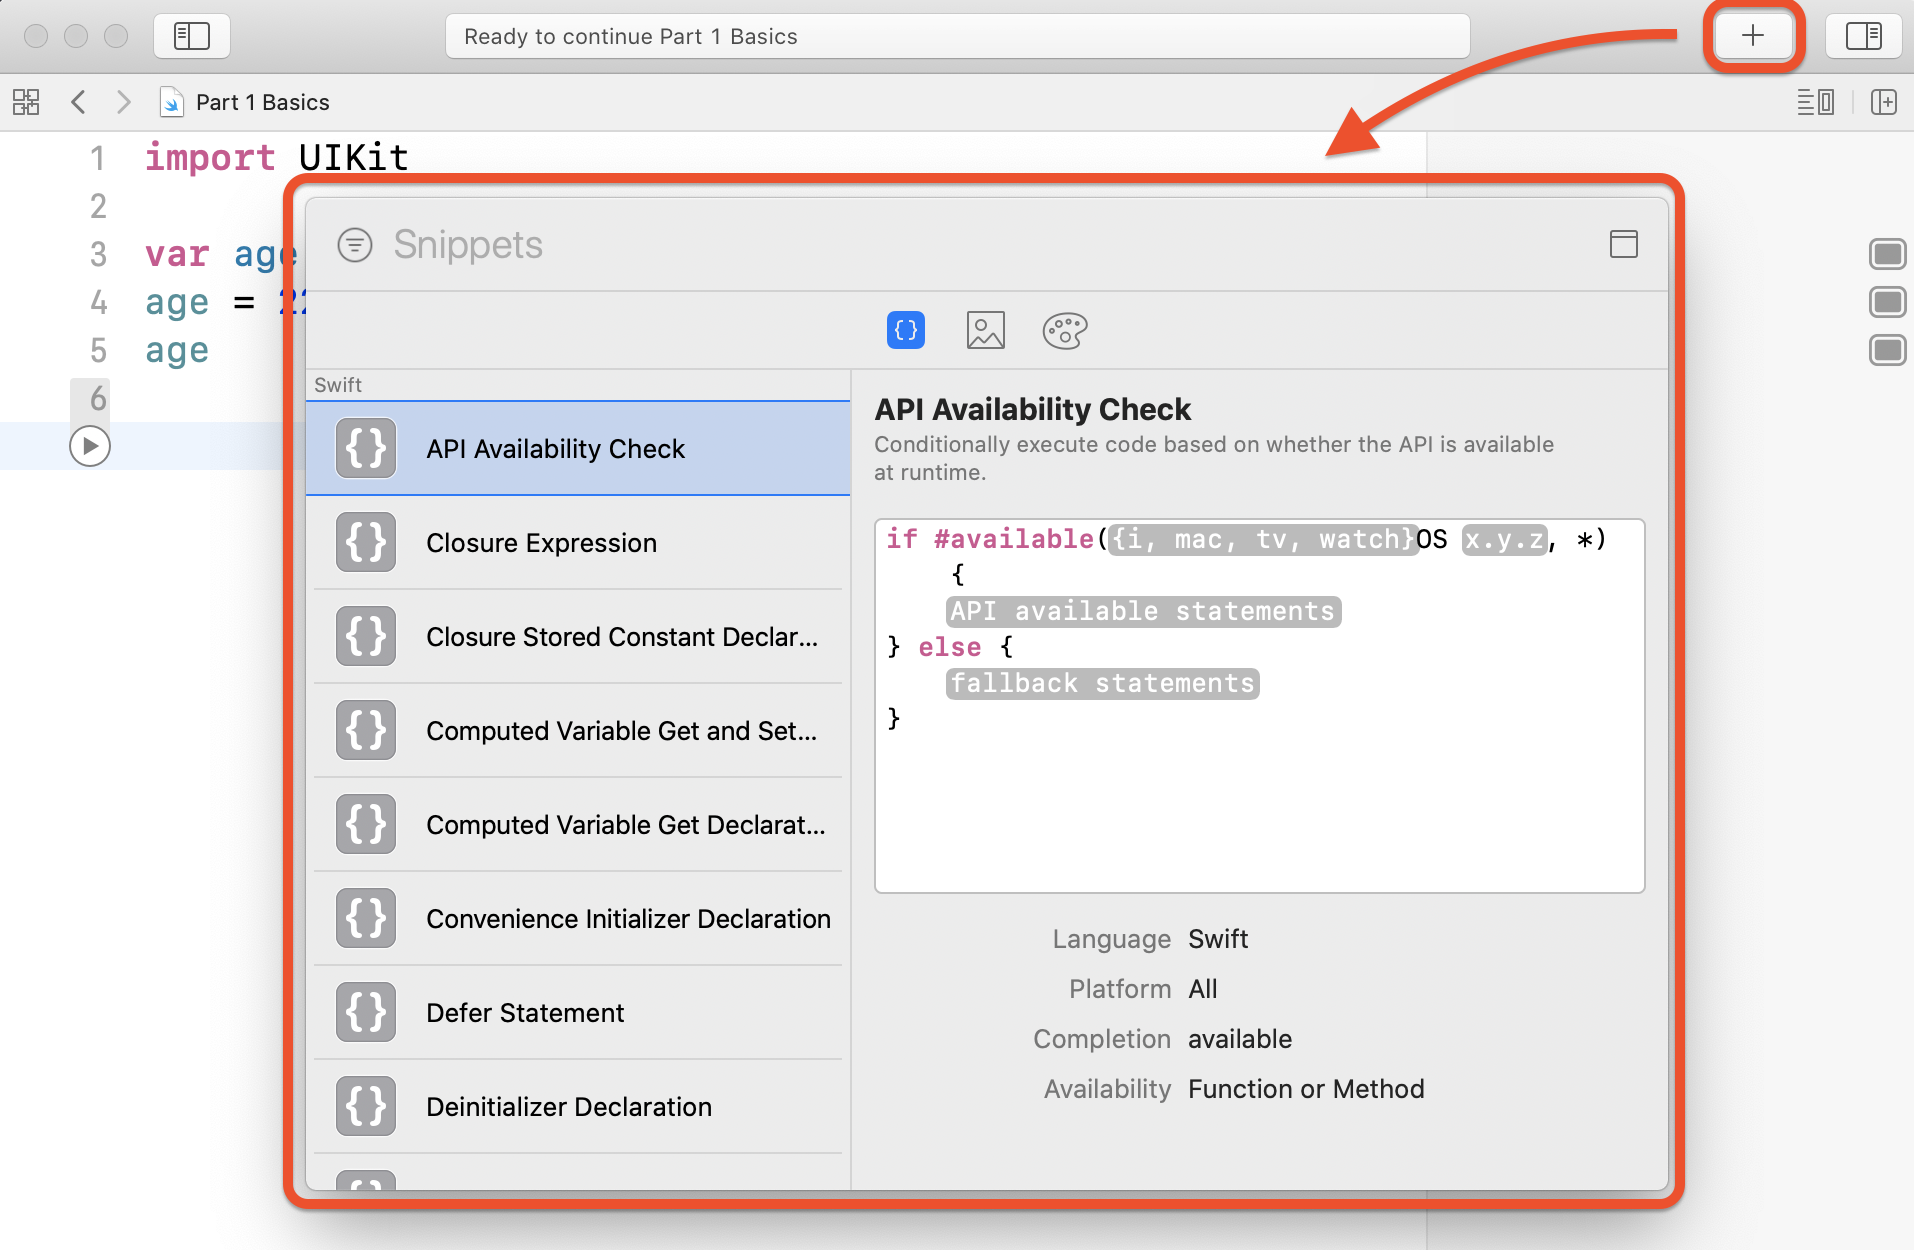 Ready to continue Part 1 Basics
Part 1 Basics
1 import UIKit
2
3 var age
4 age = 22
5 age
6
Snippets
Swift
API Availability Check
Closure Expression
Closure Stored Constant Declar...
Computed Variable Get and Set...
Computed Variable Get Declarat...
Convenience Initializer Declaration
Defer Statement
Deinitializer Declaration
API Availability Check
Conditionally execute code based on whether the API is available
at runtime.
if #available({i, mac, tv, watch}OS x.y.z, *)
{
API available statements
} else {
fallback statements
}
Language Swift
Platform All
Completion available
Availability Function or Method